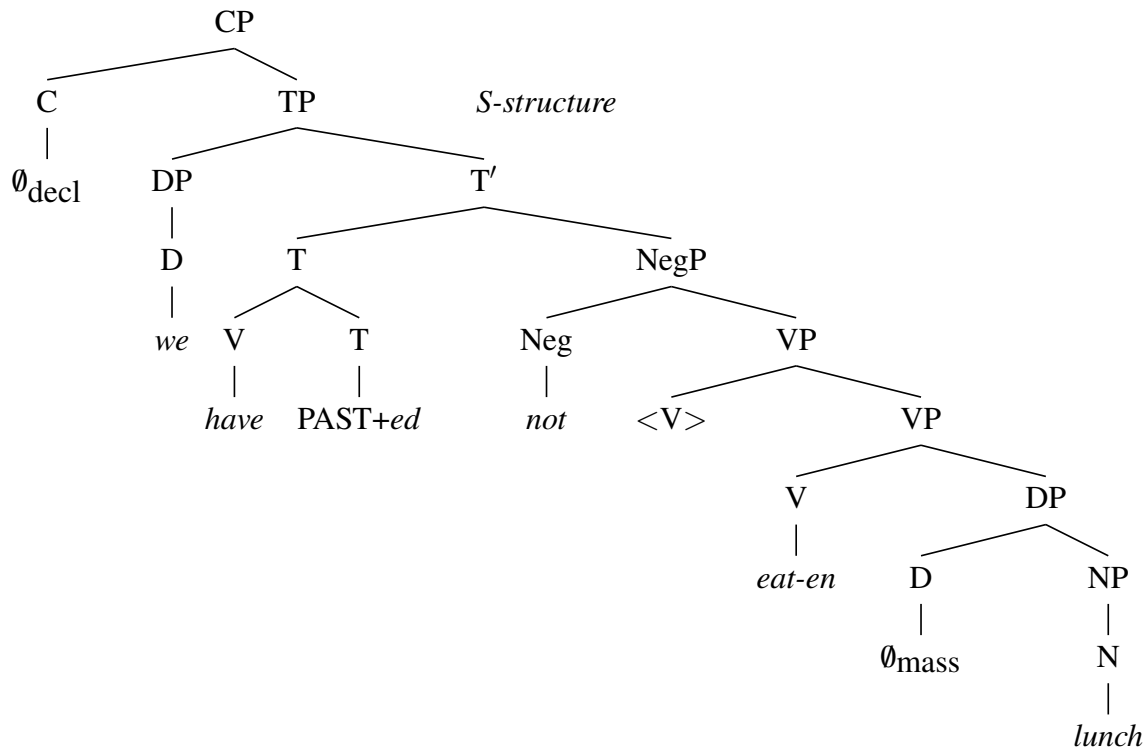 CP
C TP S-structure
∅decl DP T′
D T NegP
we V T Neg VP
have PAST+ed not <V> VP
V DP
eat-en D NP
∅mass N
lunch